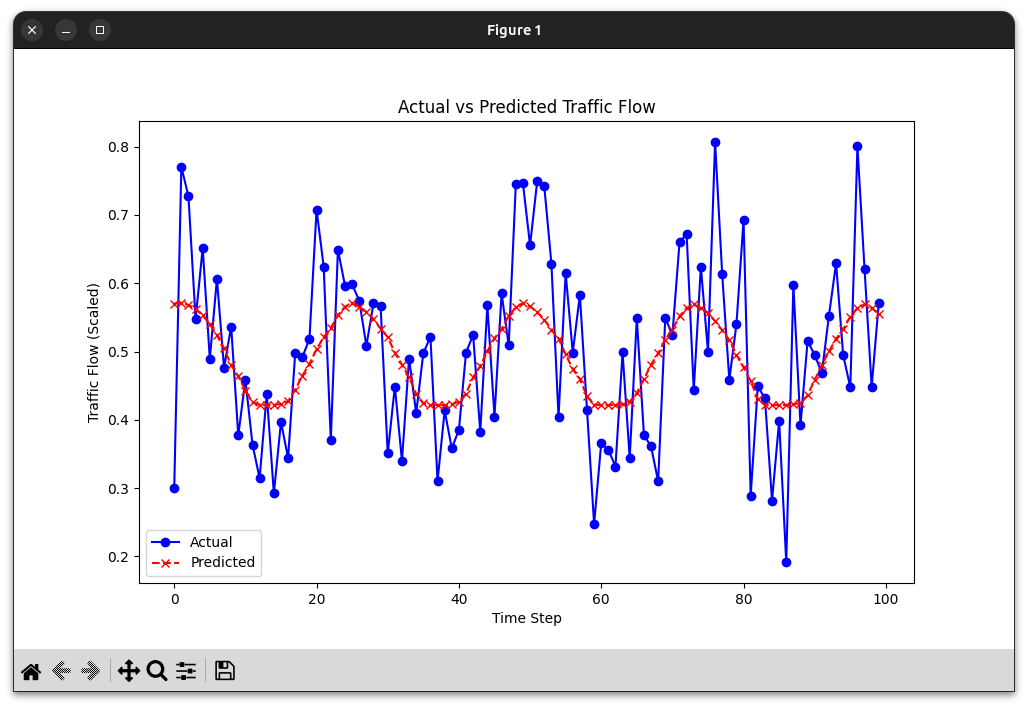 Figure 1
Actual vs Predicted Traffic Flow
Traffic Flow (Scaled)
0.8
0.7
0.6
0.5
0.4
0.3
0.2
Actual
Predicted
0 20 40 60 80 100
Time Step